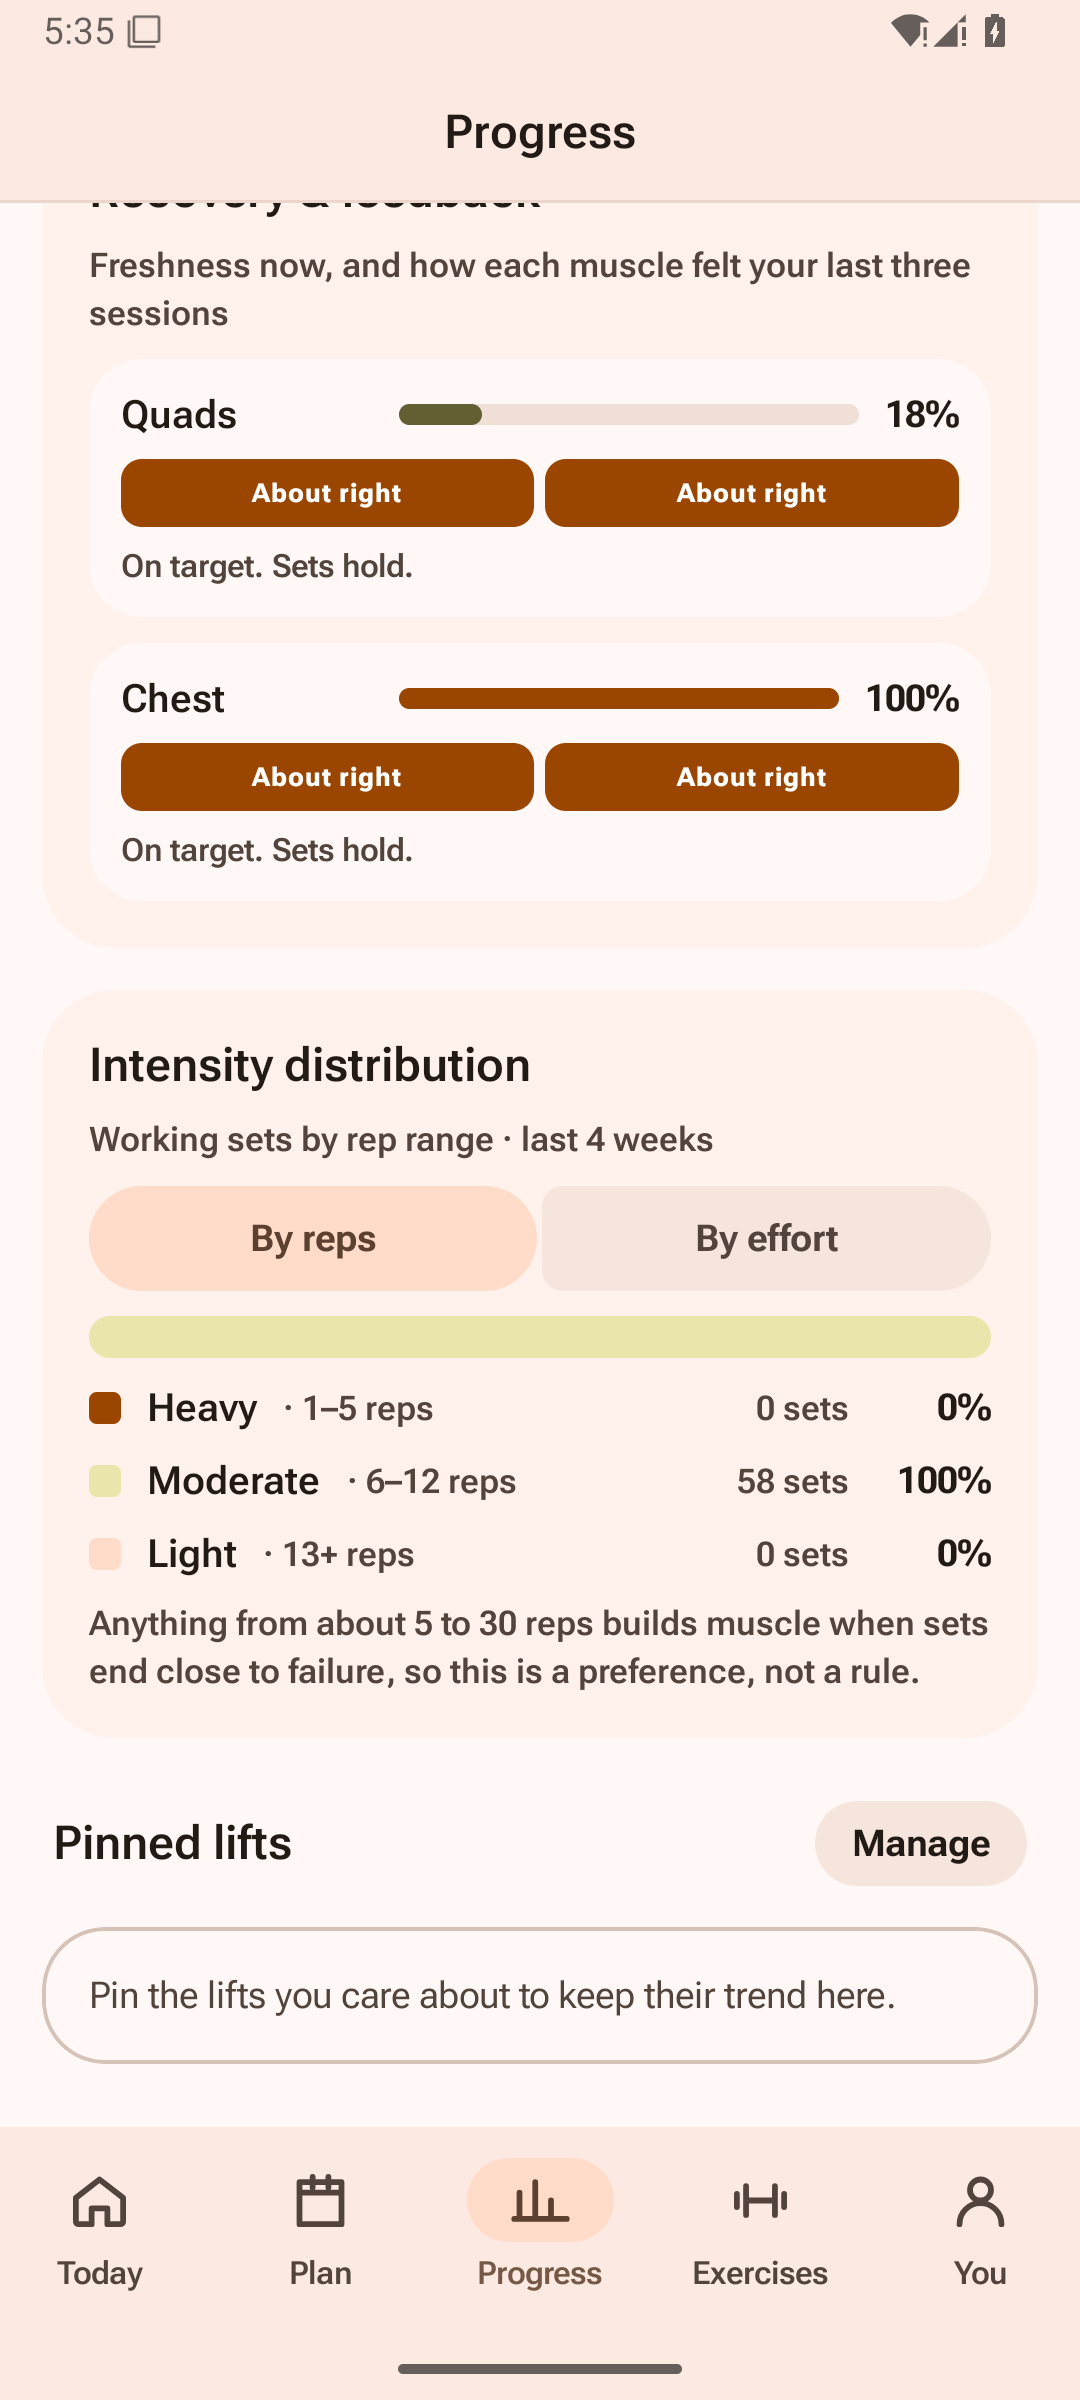 5:35
Progress
Recovery & feedback
Freshness now, and how each muscle felt your last three
sessions
Quads 18%
About right About right
On target. Sets hold.
Chest 100%
About right About right
On target. Sets hold.
Intensity distribution
Working sets by rep range · last 4 weeks
By reps By effort
Heavy · 1–5 reps 0 sets 0%
Moderate · 6–12 reps 58 sets 100%
Light · 13+ reps 0 sets 0%
Anything from about 5 to 30 reps builds muscle when sets
end close to failure, so this is a preference, not a rule.
Pinned lifts Manage
Pin the lifts you care about to keep their trend here.
Today Plan Progress Exercises You